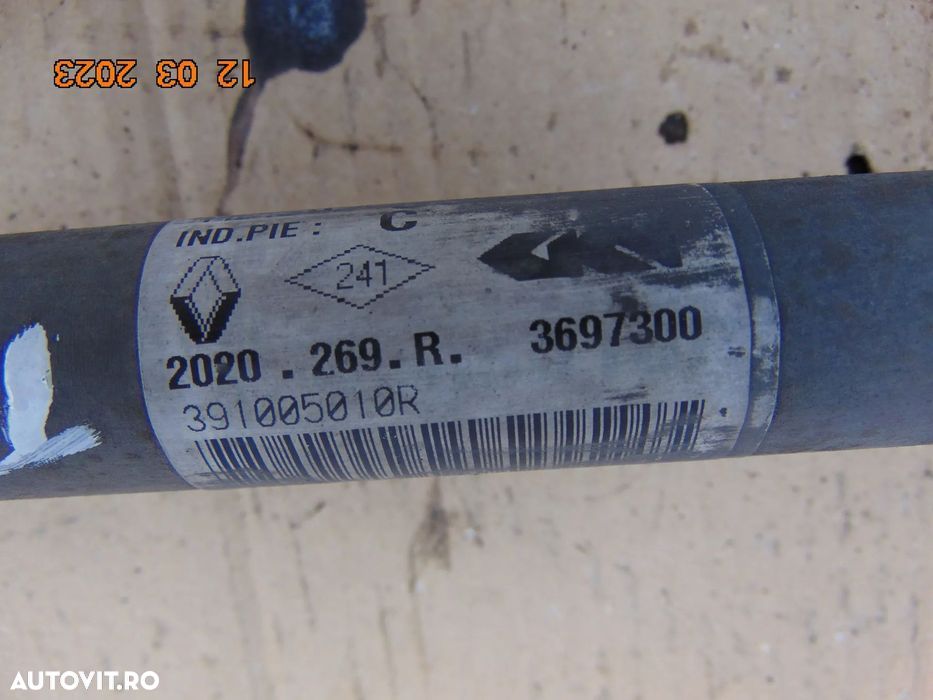 12 03 2023
IND.PIE : C
241
2020 . 269 . R. 3697300
391005010R
AUTOVIT.RO